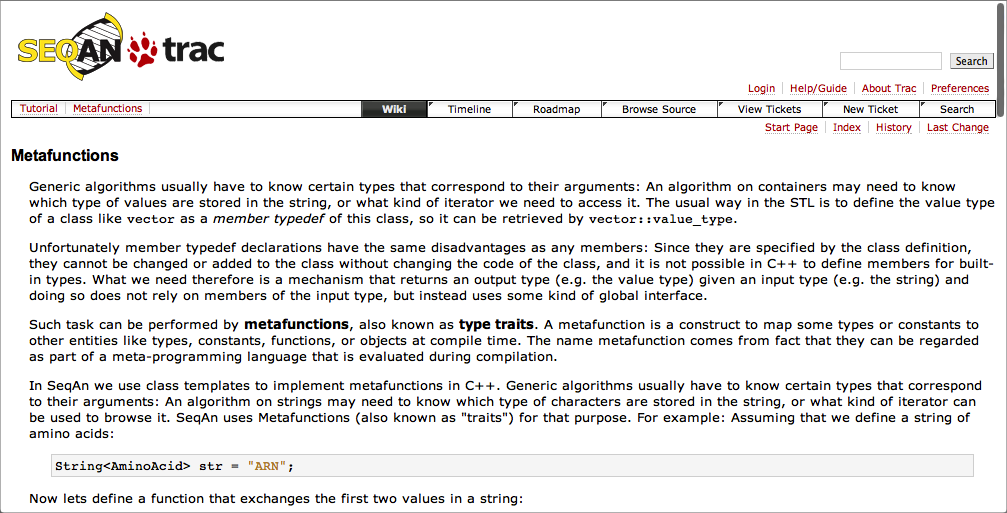 SEQAN trac
Search
Login Help/Guide About Trac Preferences
Tutorial Metafunctions Wiki Timeline Roadmap Browse Source View Tickets New Ticket Search
Start Page Index History Last Change
Metafunctions
Generic algorithms usually have to know certain types that correspond to their arguments: An algorithm on containers may need to know
which type of values are stored in the string, or what kind of iterator we need to access it. The usual way in the STL is to define the value type
of a class like vector as a member typedef of this class, so it can be retrieved by vector::value_type.
Unfortunately member typedef declarations have the same disadvantages as any members: Since they are specified by the class definition,
they cannot be changed or added to the class without changing the code of the class, and it is not possible in C++ to define members for built-
in types. What we need therefore is a mechanism that returns an output type (e.g. the value type) given an input type (e.g. the string) and
doing so does not rely on members of the input type, but instead uses some kind of global interface.
Such task can be performed by metafunctions, also known as type traits. A metafunction is a construct to map some types or constants to
other entities like types, constants, functions, or objects at compile time. The name metafunction comes from fact that they can be regarded
as part of a meta-programming language that is evaluated during compilation.
In SeqAn we use class templates to implement metafunctions in C++. Generic algorithms usually have to know certain types that correspond
to their arguments: An algorithm on strings may need to know which type of characters are stored in the string, or what kind of iterator can
be used to browse it. SeqAn uses Metafunctions (also known as "traits") for that purpose. For example: Assuming that we define a string of
amino acids:
String<AminoAcid> str = "ARN";
Now lets define a function that exchanges the first two values in a string: